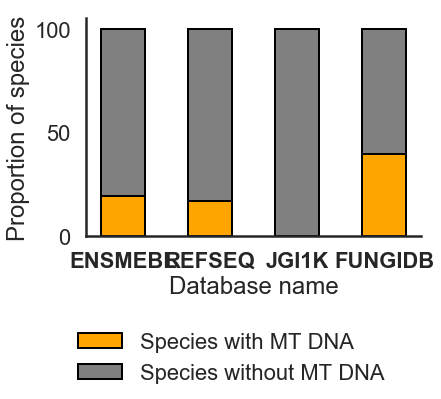 Proportion of species
100
50
0
ENSMEBL REFSEQ JGI1K FUNGIDB
Database name
Species with MT DNA
Species without MT DNA